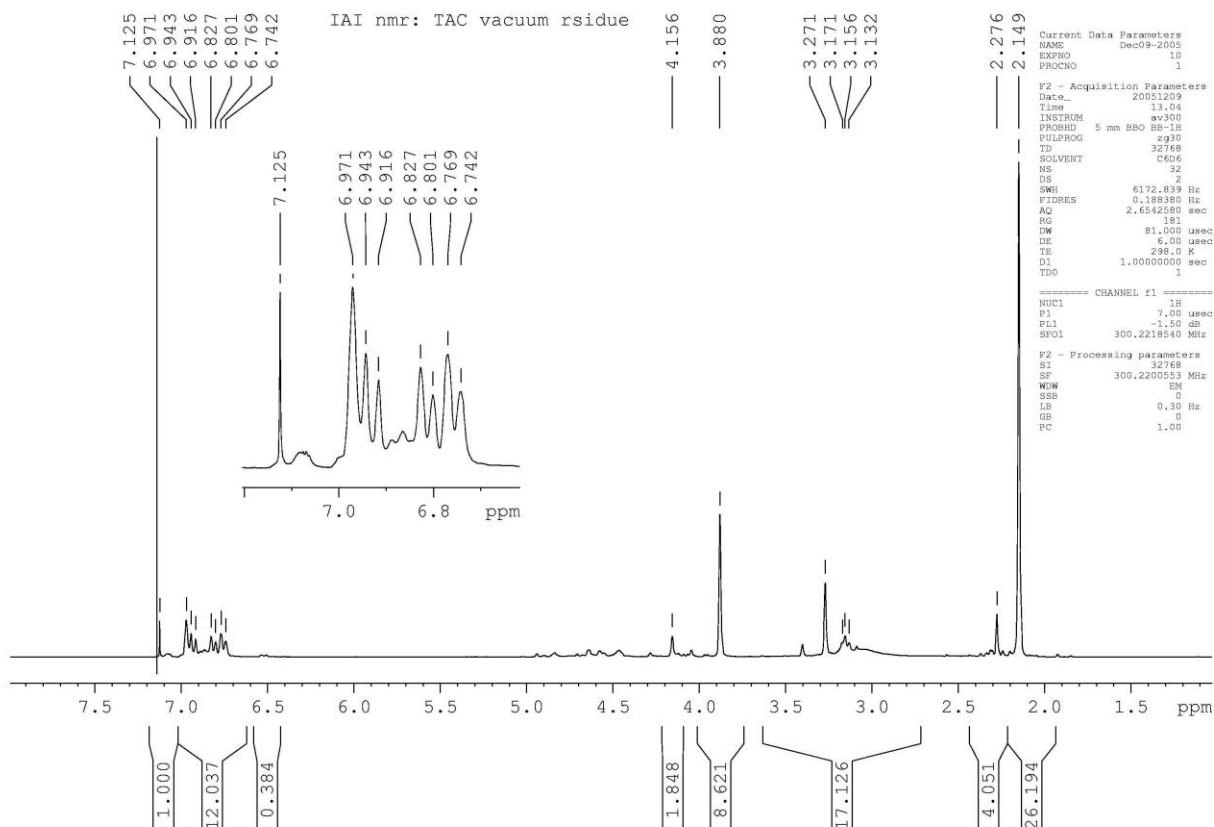 IAI nmr: TAC vacuum rsidue
7.125
6.971
6.943
6.916
6.827
6.801
6.769
6.742
4.156
3.880
3.271
3.171
3.156
3.132
2.276
2.149
Current Data Parameters
NAME Dec09-2005
EXPNO 10
PROCNO 1
F2 - Acquisition Parameters
Date_ 20051209
Time 13.04
INSTRUM av300
PROBHD 5 mm BBO BB-1H
PULPROG zg30
TD 32768
SOLVENT C6D6
NS 32
DS 2
SWH 6172.839 Hz
FIDRES 0.188380 Hz
AQ 2.6542580 sec
RG 181
DW 81.000 usec
DE 6.00 usec
TE 298.0 K
D1 1.00000000 sec
TD0 1
======== CHANNEL f1 ========
NUC1 1H
P1 7.00 usec
PL1 -1.50 dB
SFO1 300.2218540 MHz
F2 - Processing parameters
SI 32768
SF 300.2200553 MHz
WDW EM
SSB 0
LB 0.30 Hz
GB 0
PC 1.00
7.125
6.971
6.943
6.916
6.827
6.801
6.769
6.742
7.0 6.8 ppm
7.5 7.0 6.5 6.0 5.5 5.0 4.5 4.0 3.5 3.0 2.5 2.0 1.5 ppm
1.000
12.037
0.384
1.848
8.621
17.126
4.051
26.194